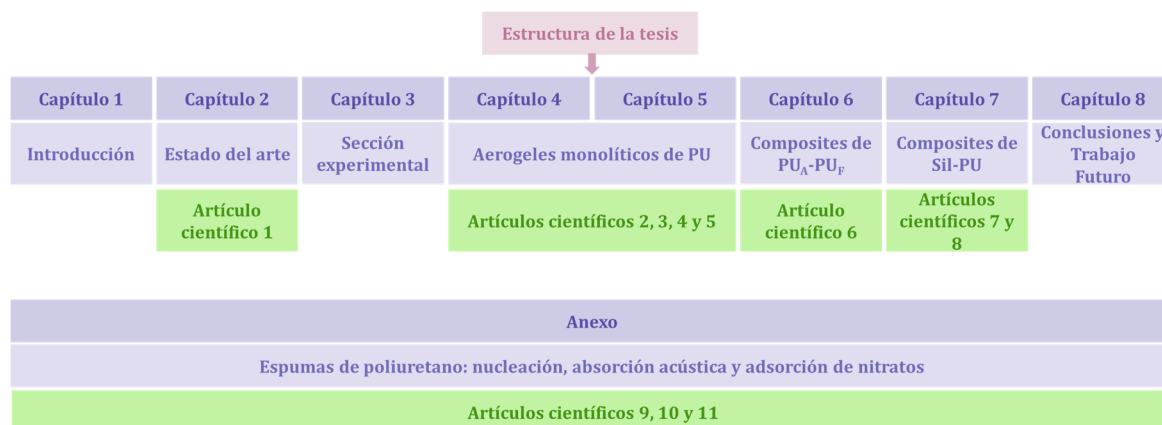 Estructura de la tesis
Capítulo 1
Capítulo 2
Capítulo 3
Capítulo 4
Capítulo 5
Capítulo 6
Capítulo 7
Capítulo 8
Introducción
Estado del arte
Sección
experimental
Aerogeles monolíticos de PU
Composites de
PU_A-PU_F
Composites de
Sil-PU
Conclusiones y
Trabajo
Futuro
Artículo
científico 1
Artículos científicos 2, 3, 4 y 5
Artículo
científico 6
Artículos
científicos 7 y
8
Anexo
Espumas de poliuretano: nucleación, absorción acústica y adsorción de nitratos
Artículos científicos 9, 10 y 11